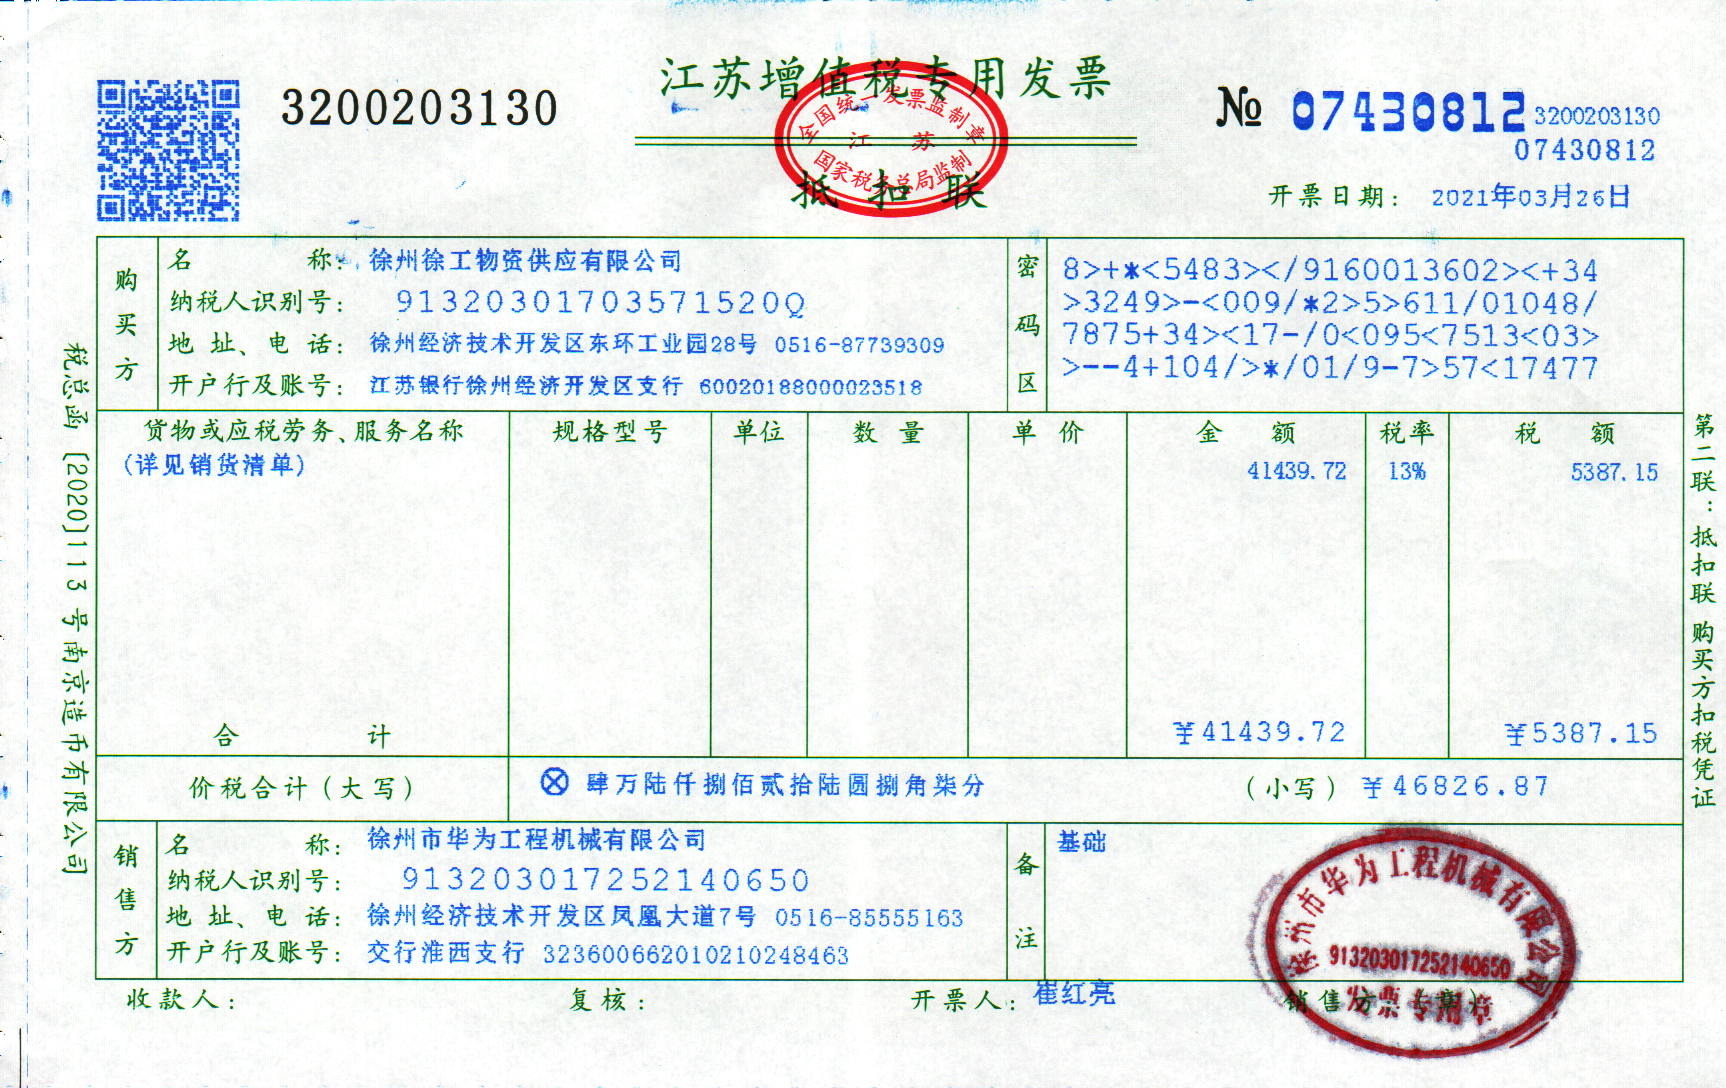 江苏增值税专用发票
3200203130
№ 07430812
3200203130
07430812
全国统一发票监制章
江 苏
国家税务总局监制
抵扣联
开票日期: 2021年03月26日
购买方
名 称: 徐州徐工物资供应有限公司
纳税人识别号: 91320301703571520Q
地 址、电 话: 徐州经济技术开发区东环工业园28号 0516-87739309
开户行及账号: 江苏银行徐州经济开发区支行 60020188000023518
密码区
8>+*<5483></9160013602><+34
>3249>-<009/*2>5>611/01048/
7875+34><17-/0<095<7513<03>
>--4+104/>*/01/9-7>57<17477
货物或应税劳务、服务名称 规格型号 单位 数 量 单 价 金 额 税率 税 额
(详见销货清单) 41439.72 13% 5387.15
合 计 ¥41439.72 ¥5387.15
价税合计(大写) ⊗ 肆万陆仟捌佰贰拾陆圆捌角柒分 (小写) ¥46826.87
销售方
名 称: 徐州市华为工程机械有限公司
纳税人识别号: 913203017252140650
地 址、电 话: 徐州经济技术开发区凤凰大道7号 0516-85555163
开户行及账号: 交行淮西支行 323600662010210248463
备注
基础
收款人: 复核: 开票人: 崔红亮 销售方:(章)
徐州市华为工程机械有限公司
913203017252140650
发票专用章
税总函[2020]113号南京造币有限公司
第二联:抵扣联 购买方扣税凭证